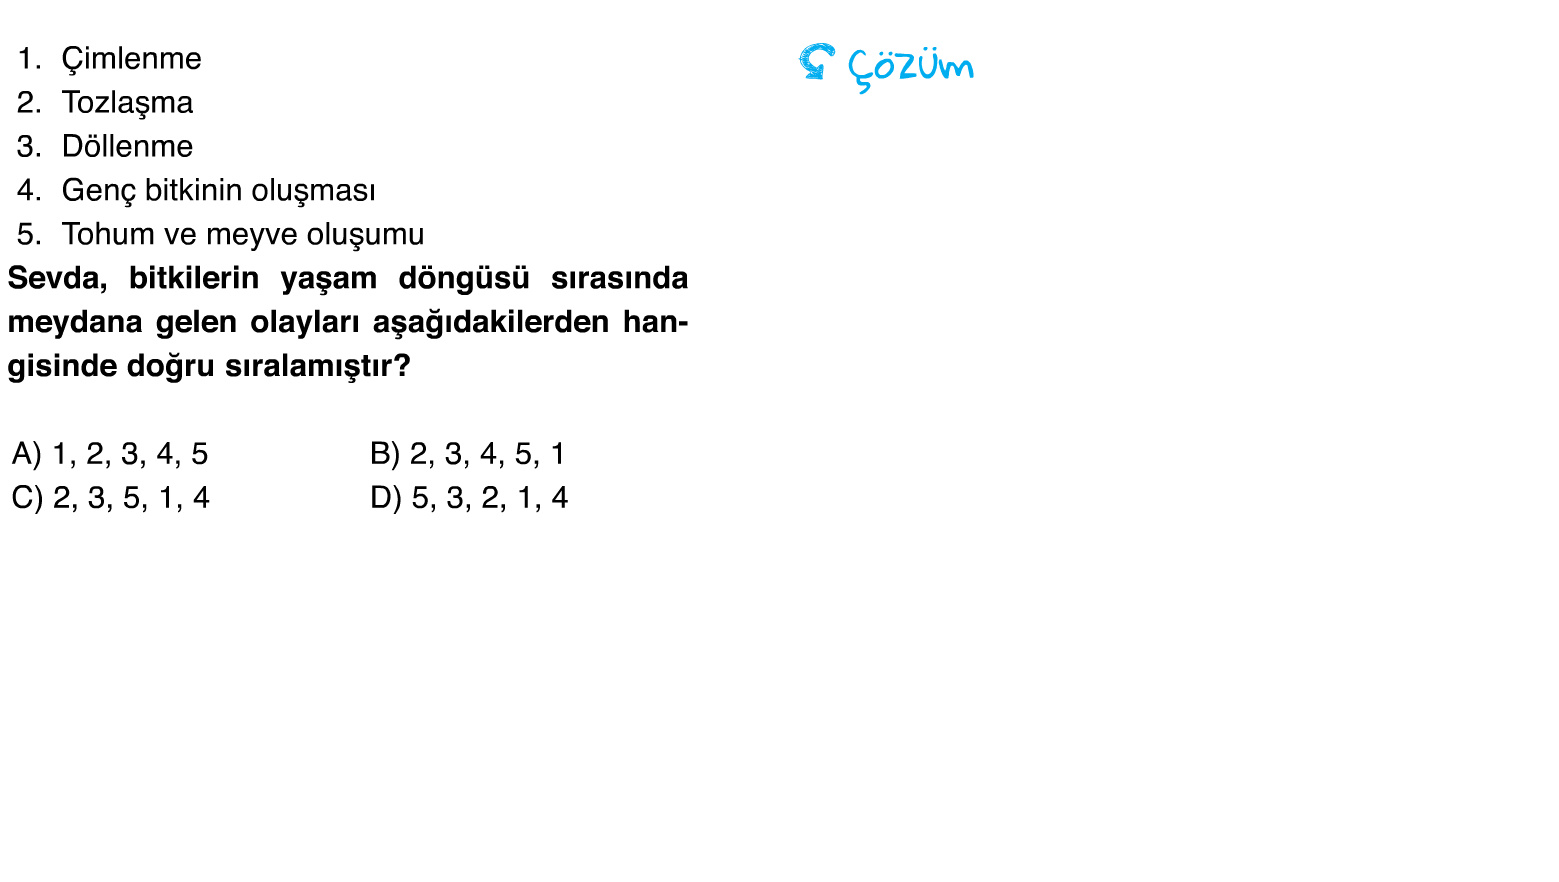 1. Çimlenme
2. Tozlaşma
3. Döllenme
4. Genç bitkinin oluşması
5. Tohum ve meyve oluşumu
Sevda, bitkilerin yaşam döngüsü sırasında
meydana gelen olayları aşağıdakilerden han-
gisinde doğru sıralamıştır?
A) 1, 2, 3, 4, 5 B) 2, 3, 4, 5, 1
C) 2, 3, 5, 1, 4 D) 5, 3, 2, 1, 4
Çözüm